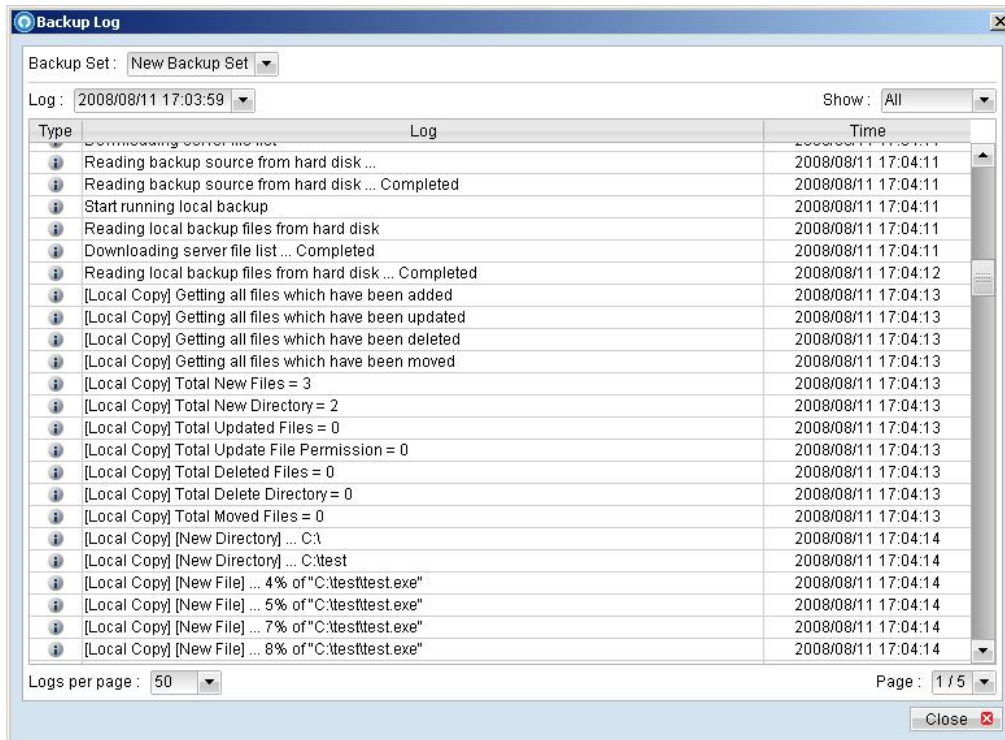 Backup Log
Backup Set : New Backup Set
Log : 2008/08/11 17:03:59 Show : All
Type Log Time
Downloading server file list 2008/08/11 17:04:11
Reading backup source from hard disk ... 2008/08/11 17:04:11
Reading backup source from hard disk ... Completed 2008/08/11 17:04:11
Start running local backup 2008/08/11 17:04:11
Reading local backup files from hard disk 2008/08/11 17:04:11
Downloading server file list ... Completed 2008/08/11 17:04:11
Reading local backup files from hard disk ... Completed 2008/08/11 17:04:12
[Local Copy] Getting all files which have been added 2008/08/11 17:04:13
[Local Copy] Getting all files which have been updated 2008/08/11 17:04:13
[Local Copy] Getting all files which have been deleted 2008/08/11 17:04:13
[Local Copy] Getting all files which have been moved 2008/08/11 17:04:13
[Local Copy] Total New Files = 3 2008/08/11 17:04:13
[Local Copy] Total New Directory = 2 2008/08/11 17:04:13
[Local Copy] Total Updated Files = 0 2008/08/11 17:04:13
[Local Copy] Total Update File Permission = 0 2008/08/11 17:04:13
[Local Copy] Total Deleted Files = 0 2008/08/11 17:04:13
[Local Copy] Total Delete Directory = 0 2008/08/11 17:04:13
[Local Copy] Total Moved Files = 0 2008/08/11 17:04:13
[Local Copy] [New Directory] ... C:\ 2008/08/11 17:04:14
[Local Copy] [New Directory] ... C:\test 2008/08/11 17:04:14
[Local Copy] [New File] ... 4% of "C:\test\test.exe" 2008/08/11 17:04:14
[Local Copy] [New File] ... 5% of "C:\test\test.exe" 2008/08/11 17:04:14
[Local Copy] [New File] ... 7% of "C:\test\test.exe" 2008/08/11 17:04:14
[Local Copy] [New File] ... 8% of "C:\test\test.exe" 2008/08/11 17:04:14
Logs per page : 50 Page : 1 / 5
Close